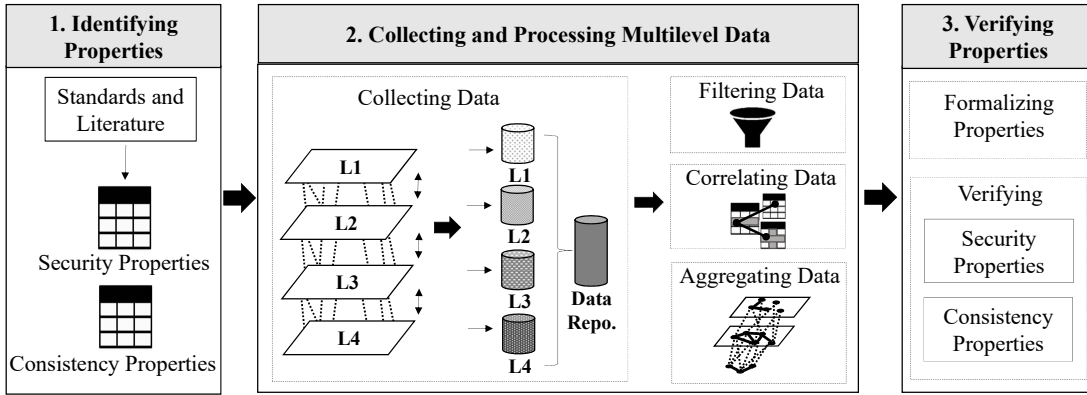 1. Identifying
Properties
Standards and
Literature
Security Properties
Consistency Properties
2. Collecting and Processing Multilevel Data
Collecting Data
L1
L2
L3
L4
L1
L2
L3
L4
Data
Repo.
Filtering Data
Correlating Data
Aggregating Data
3. Verifying
Properties
Formalizing
Properties
Verifying
Security
Properties
Consistency
Properties